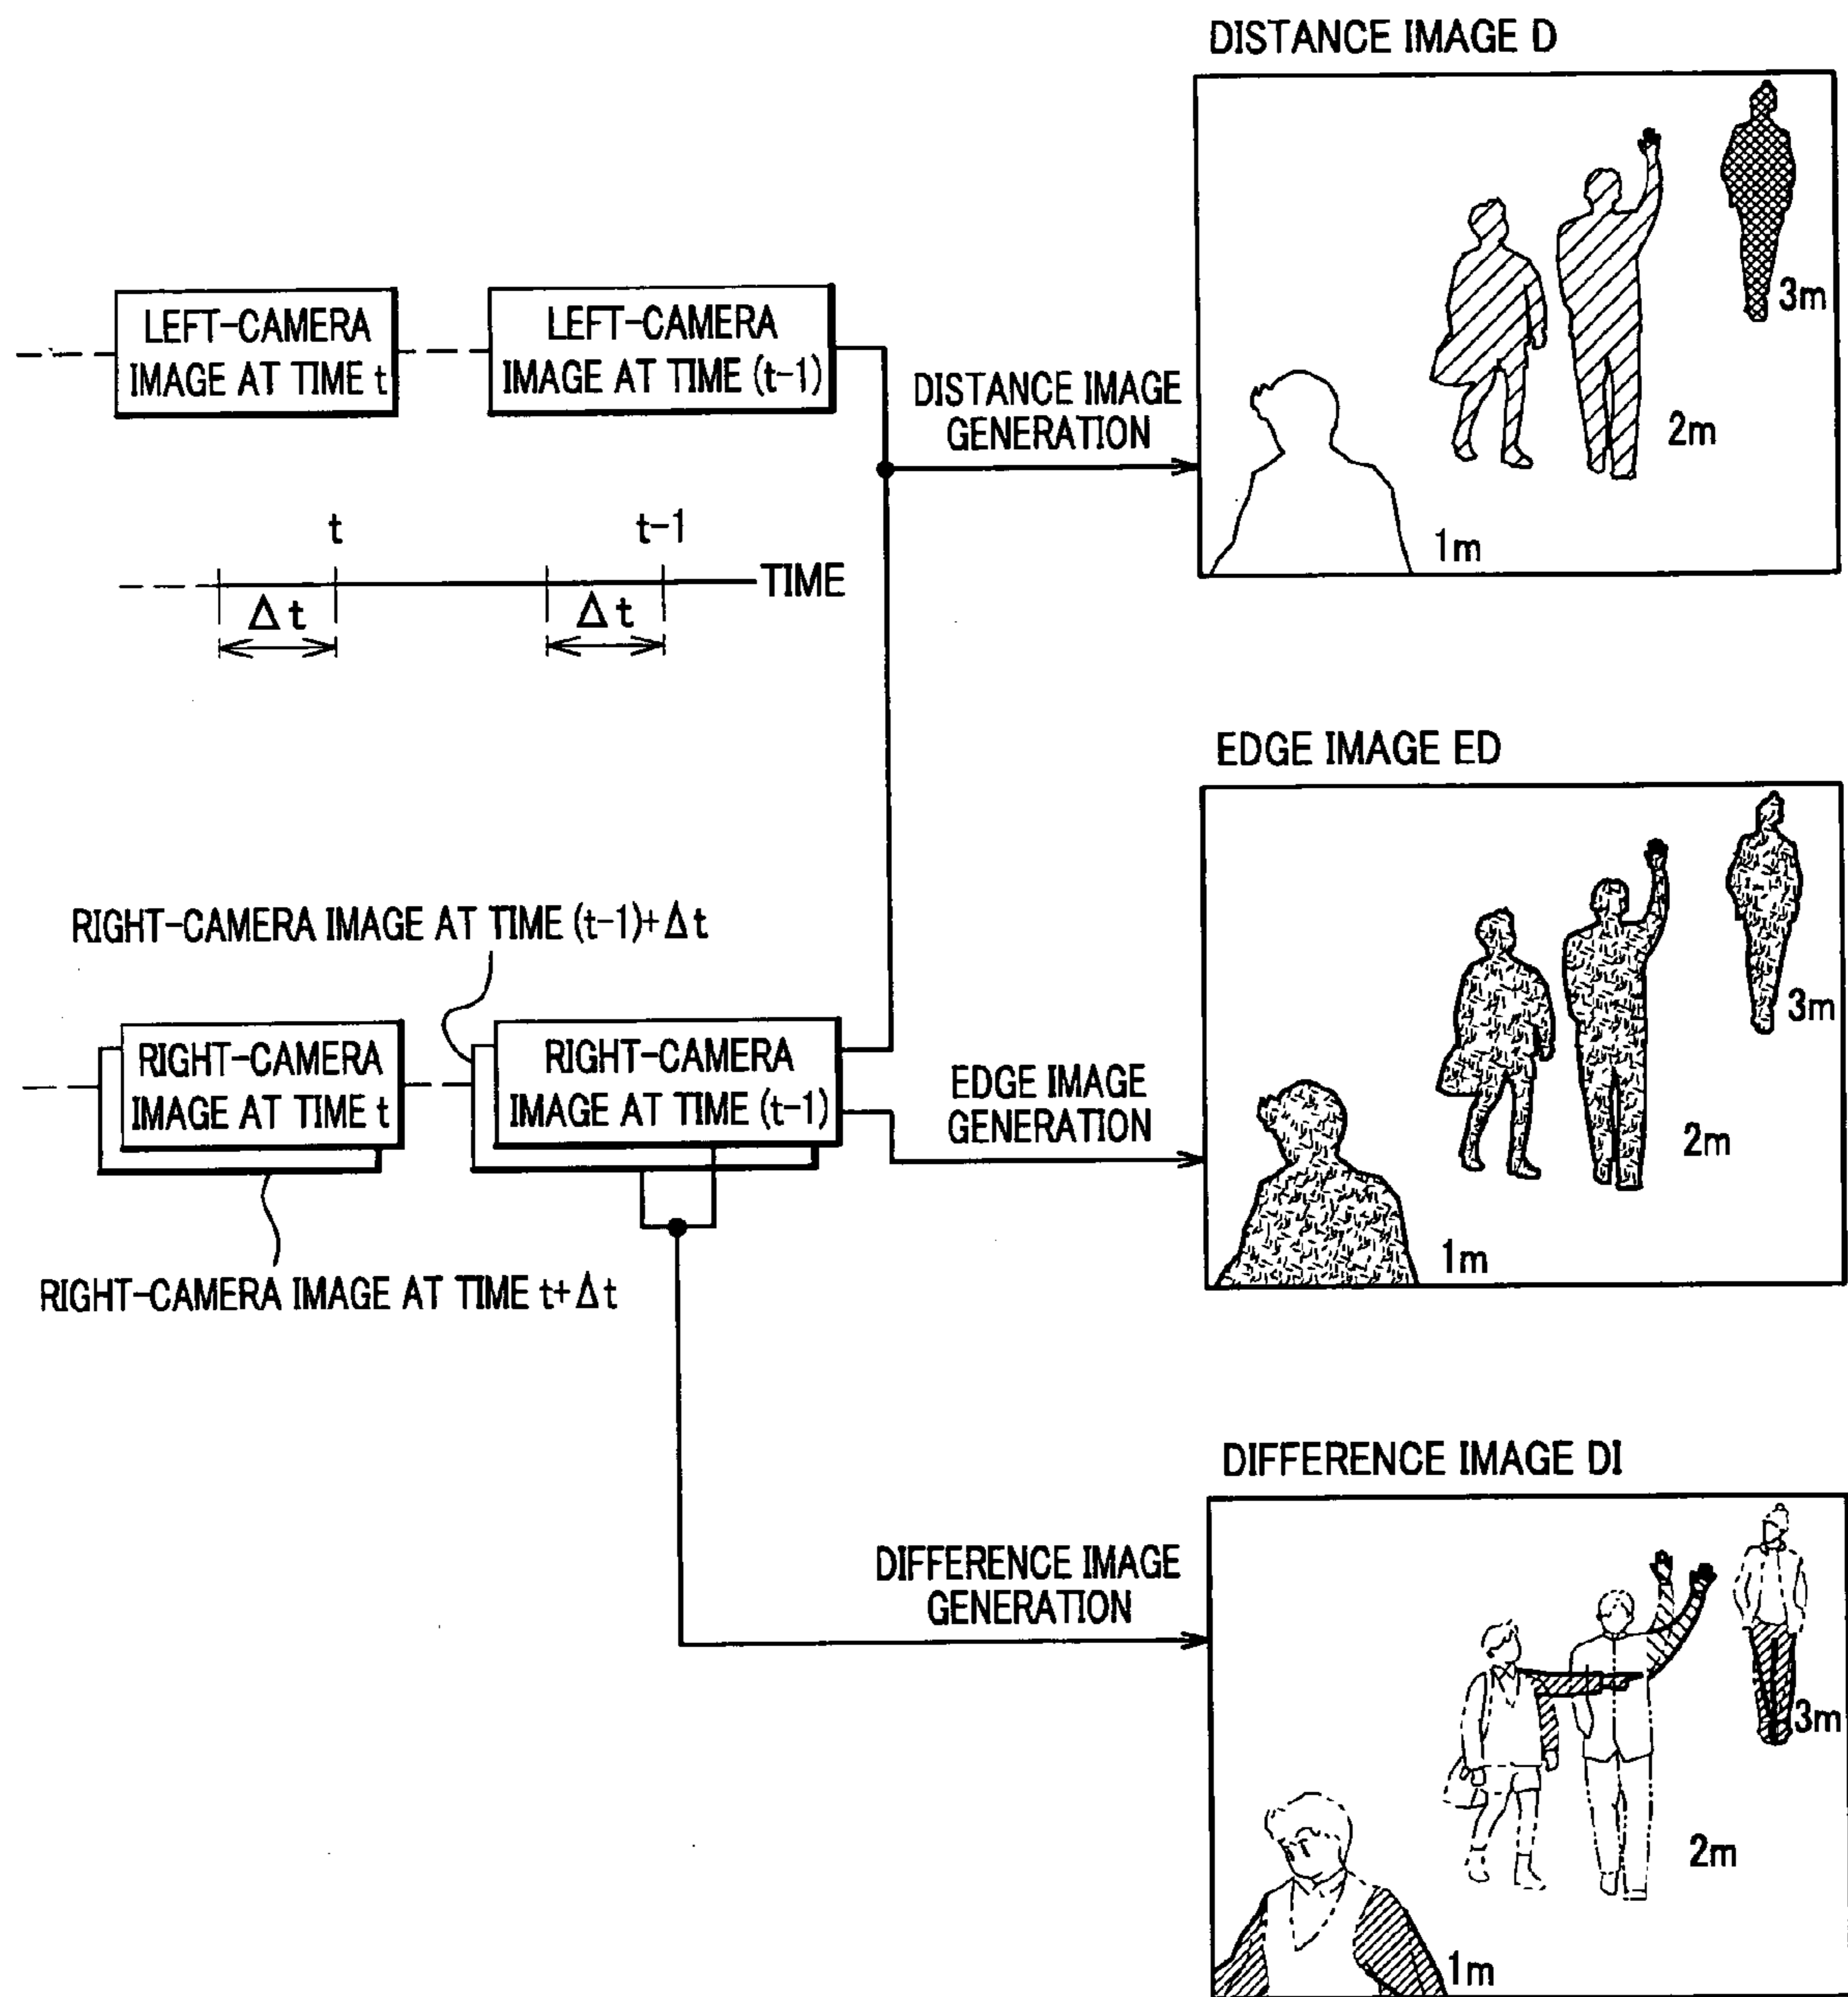 DISTANCE IMAGE D
3m
2m
1m
LEFT-CAMERA
IMAGE AT TIME t
LEFT-CAMERA
IMAGE AT TIME (t-1)
DISTANCE IMAGE
GENERATION
t
t-1
TIME
Δt
Δt
EDGE IMAGE ED
3m
2m
1m
RIGHT-CAMERA IMAGE AT TIME (t-1)+Δt
RIGHT-CAMERA
IMAGE AT TIME t
RIGHT-CAMERA
IMAGE AT TIME (t-1)
EDGE IMAGE
GENERATION
RIGHT-CAMERA IMAGE AT TIME t+Δt
DIFFERENCE IMAGE DI
DIFFERENCE IMAGE
GENERATION
3m
2m
1m